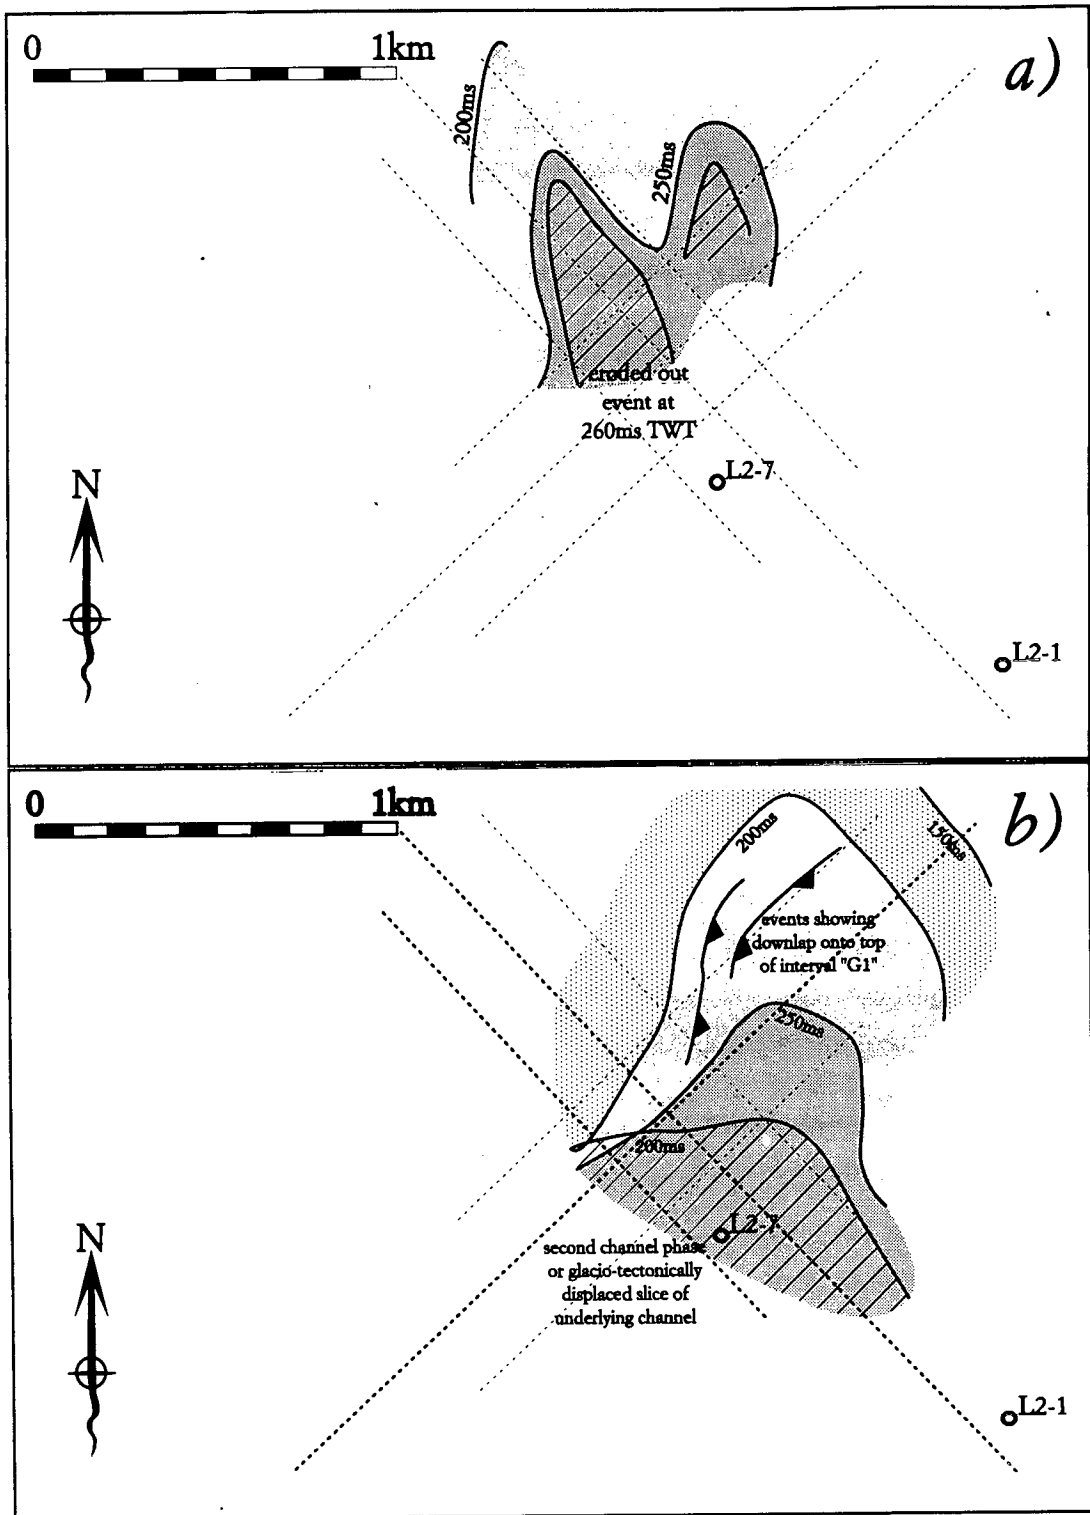 0 1km
a)
200ms
250ms
eroded out
event at
260ms TWT
L2-7
N
L2-1
0 1km
b)
200ms
150ms
events showing
downlap onto top
of interval "G1"
250ms
200ms
L2-7
second channel phase
or glacio-tectonically
displaced slice of
underlying channel
N
L2-1